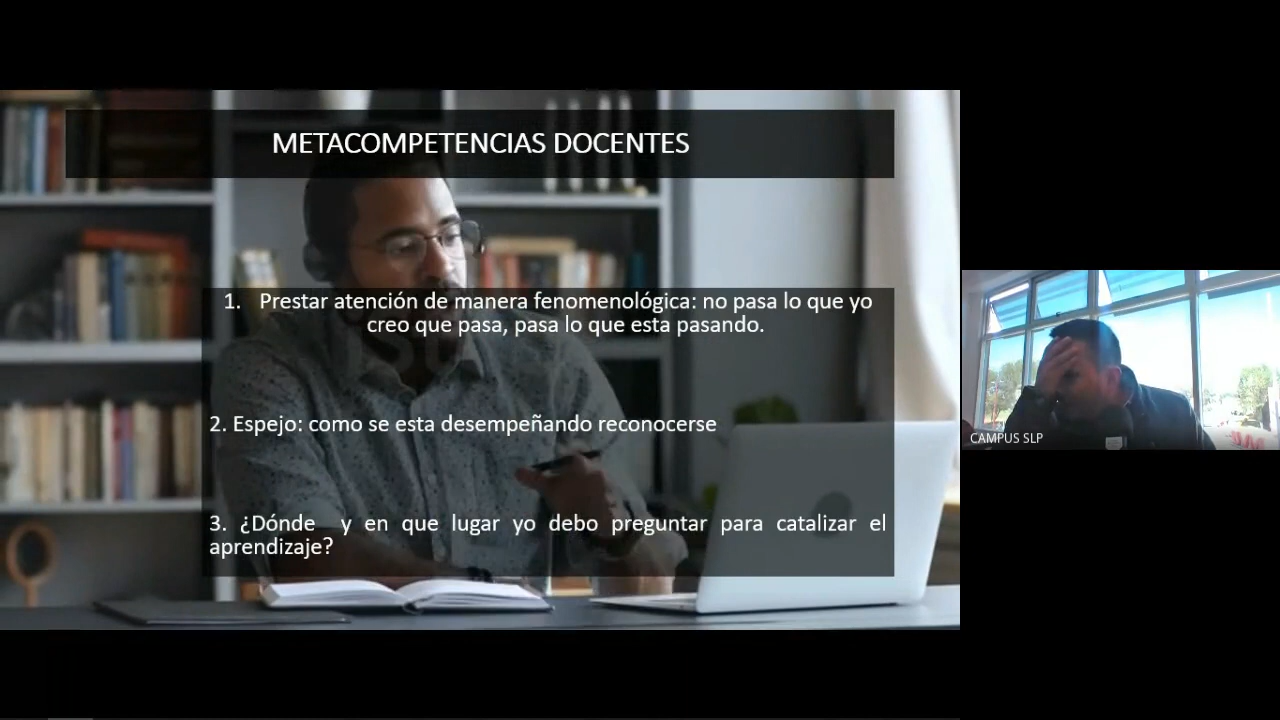 METACOMPETENCIAS DOCENTES
1. Prestar atención de manera fenomenológica: no pasa lo que yo
creo que pasa, pasa lo que esta pasando.
2. Espejo: como se esta desempeñando reconocerse
3. ¿Dónde y en que lugar yo debo preguntar para catalizar el
aprendizaje?
CAMPUS SLP